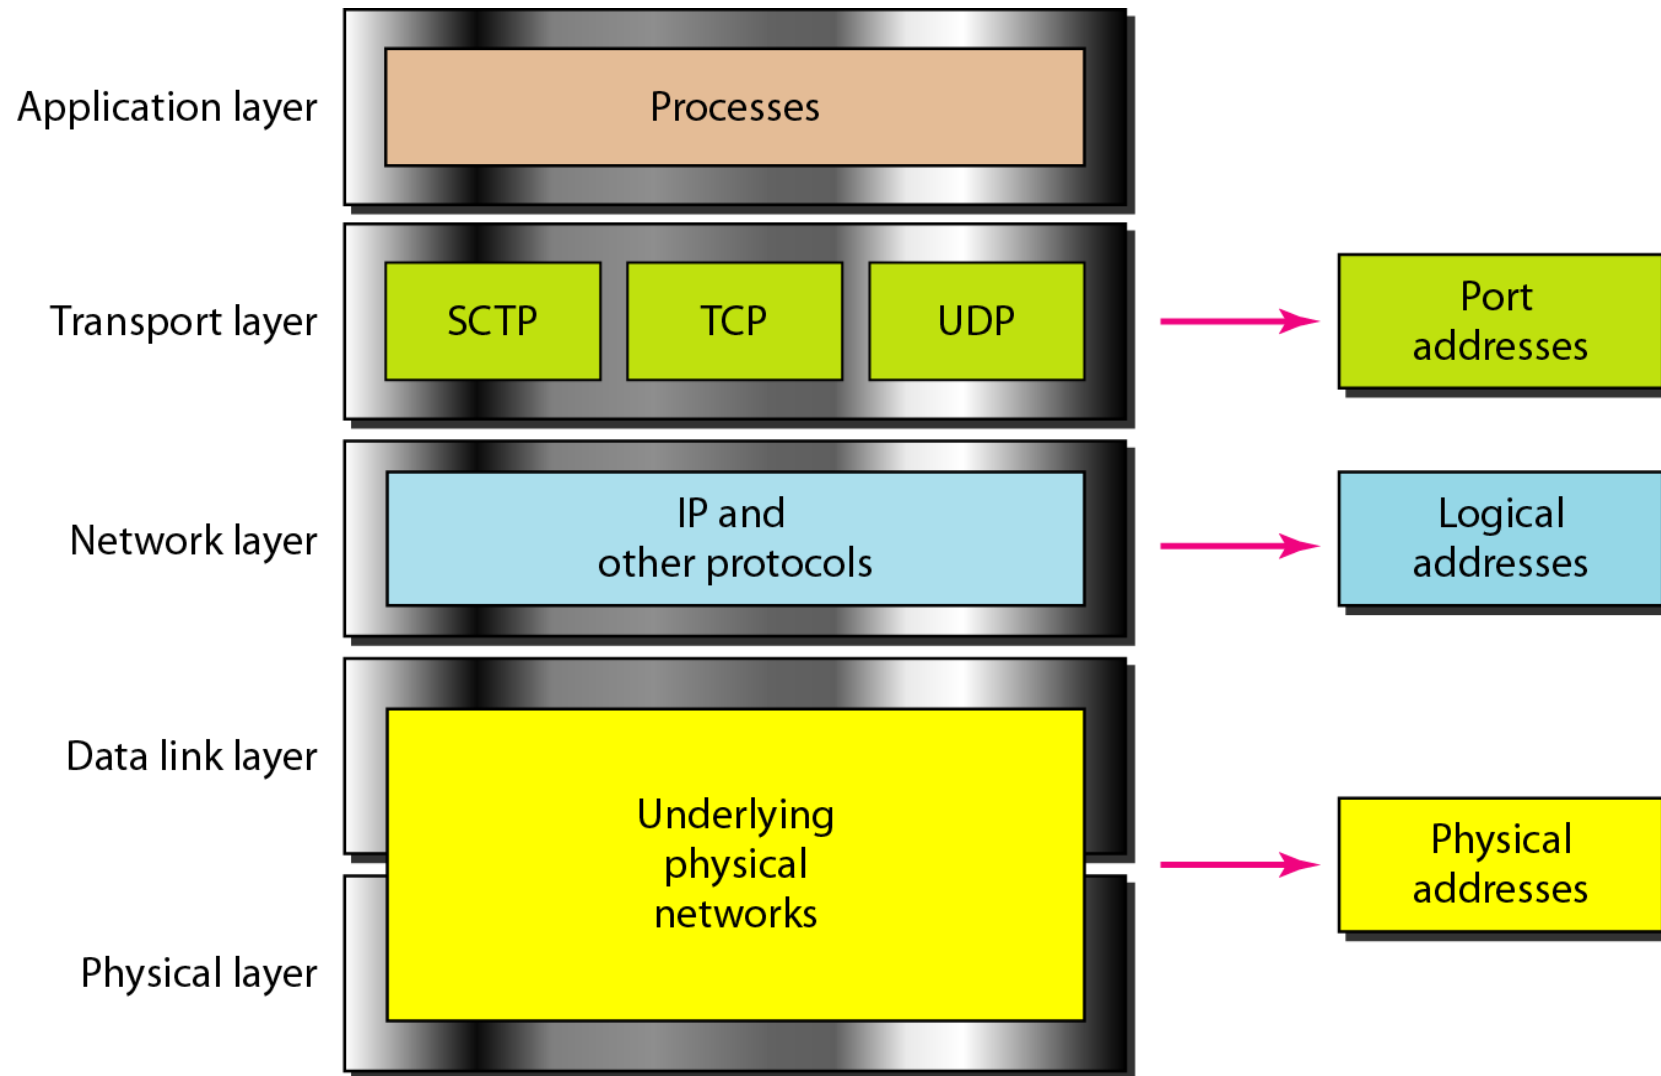 Application layer
Processes
Transport layer
SCTP
TCP
UDP
Port
addresses
Network layer
IP and
other protocols
Logical
addresses
Data link layer
Underlying
physical
networks
Physical
addresses
Physical layer